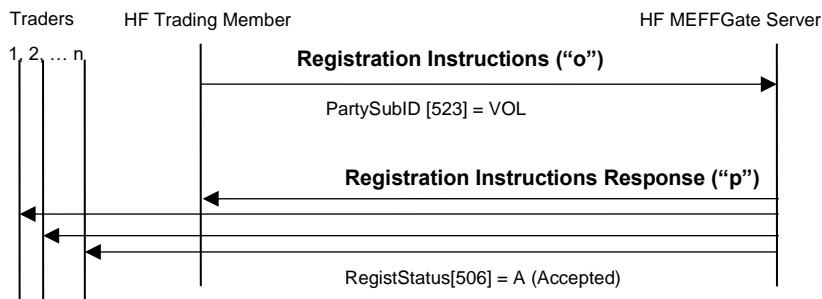 Traders HF Trading Member HF MEFFGate Server
1, 2, … n
Registration Instructions (“o”)
PartySubID [523] = VOL
Registration Instructions Response (“p”)
RegistStatus[506] = A (Accepted)